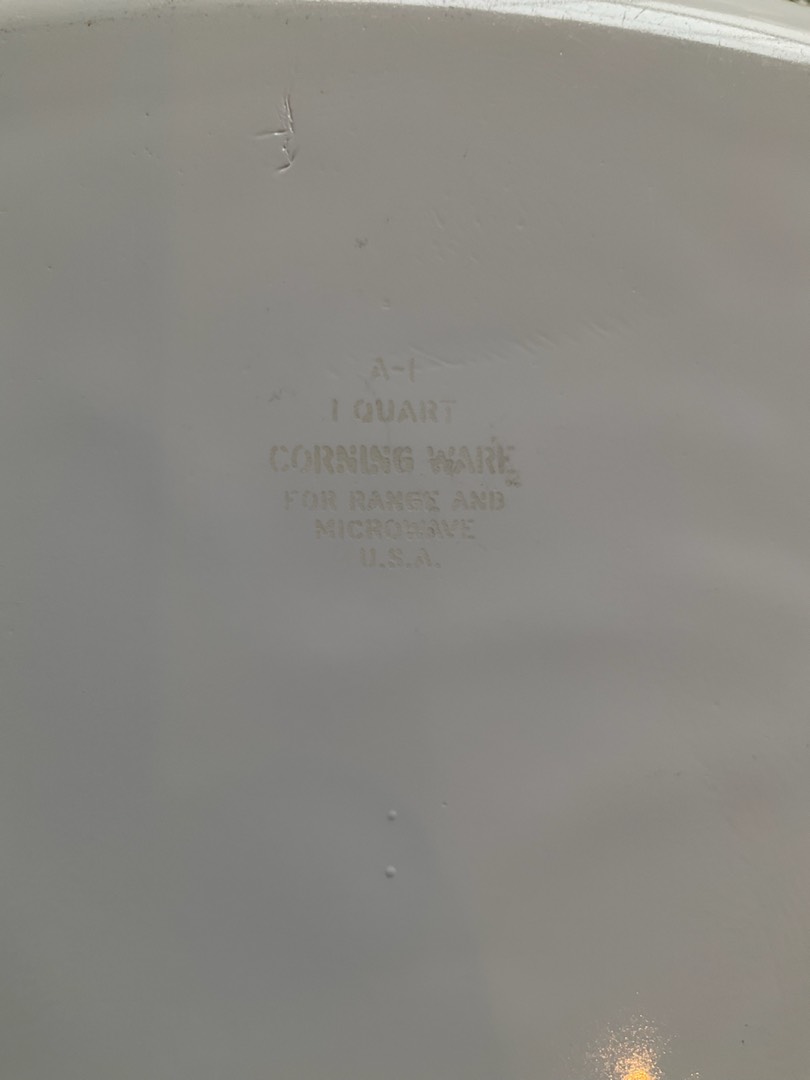 A-1
1 QUART
CORNING WARE
FOR RANGE AND
MICROWAVE
U.S.A.